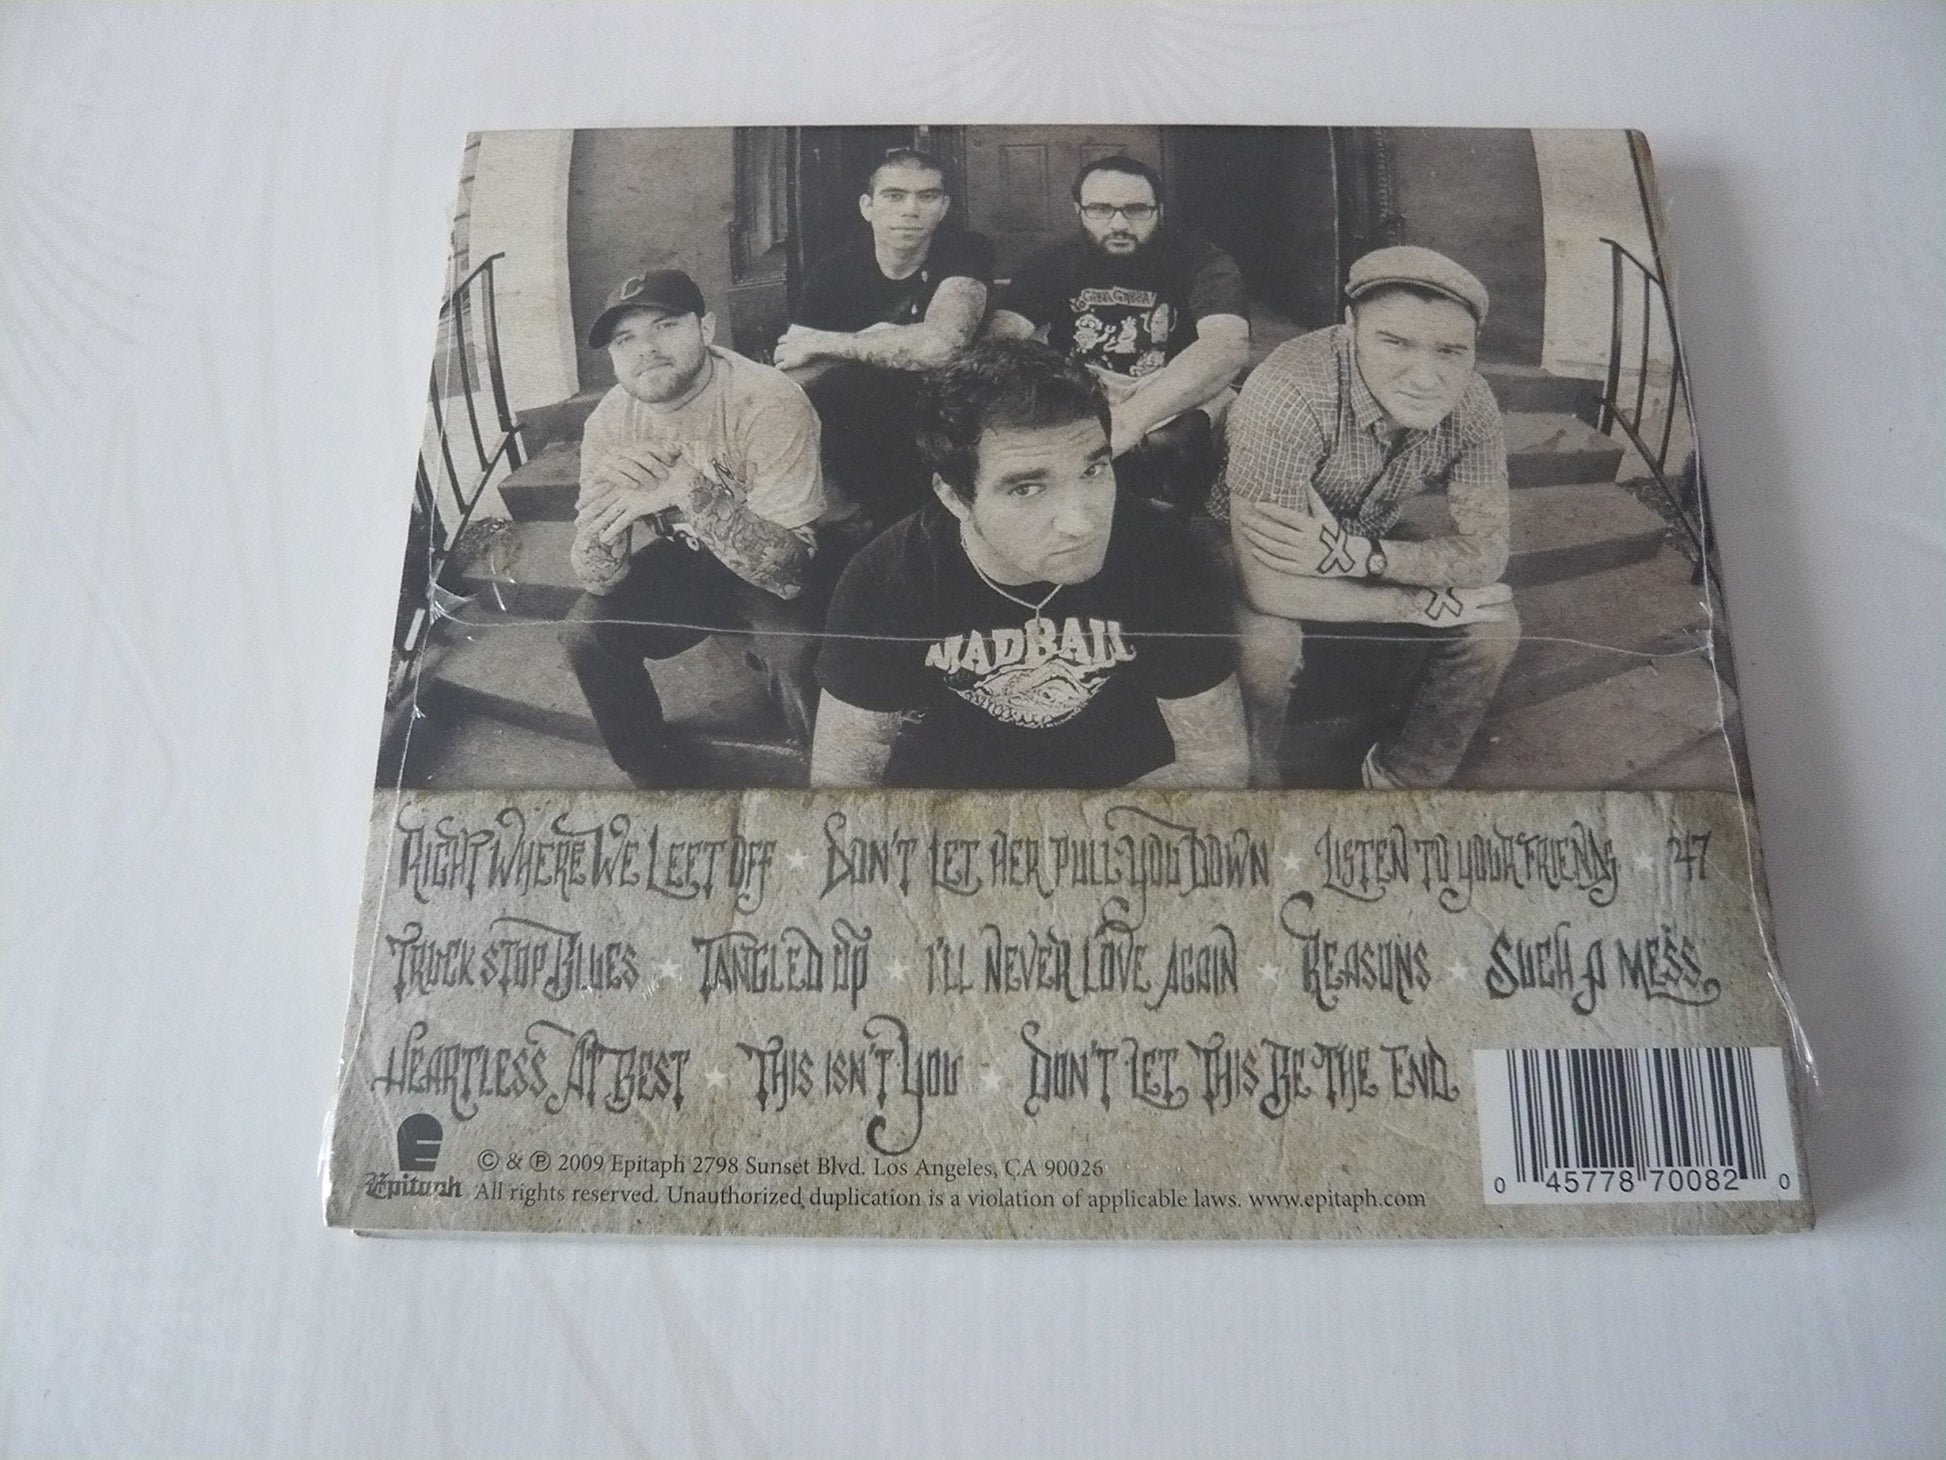 C
YO GABBA GABBA!
MADBALL
RIGHT WHERE WE LEFT OFF ★ DON'T LET HER PULL YOU DOWN ★ LISTEN TO YOUR FRIENDS ★ 247
TRUCK STOP BLUES ★ TANGLED UP ★ I'LL NEVER LOVE AGAIN ★ REASONS ★ SUCH A MESS
HEARTLESS AT BEST ★ THIS ISN'T YOU ★ DON'T LET THIS BE THE END
Epitaph
© & ℗ 2009 Epitaph 2798 Sunset Blvd. Los Angeles, CA 90026
All rights reserved. Unauthorized duplication is a violation of applicable laws. www.epitaph.com
0 45778 70082 0